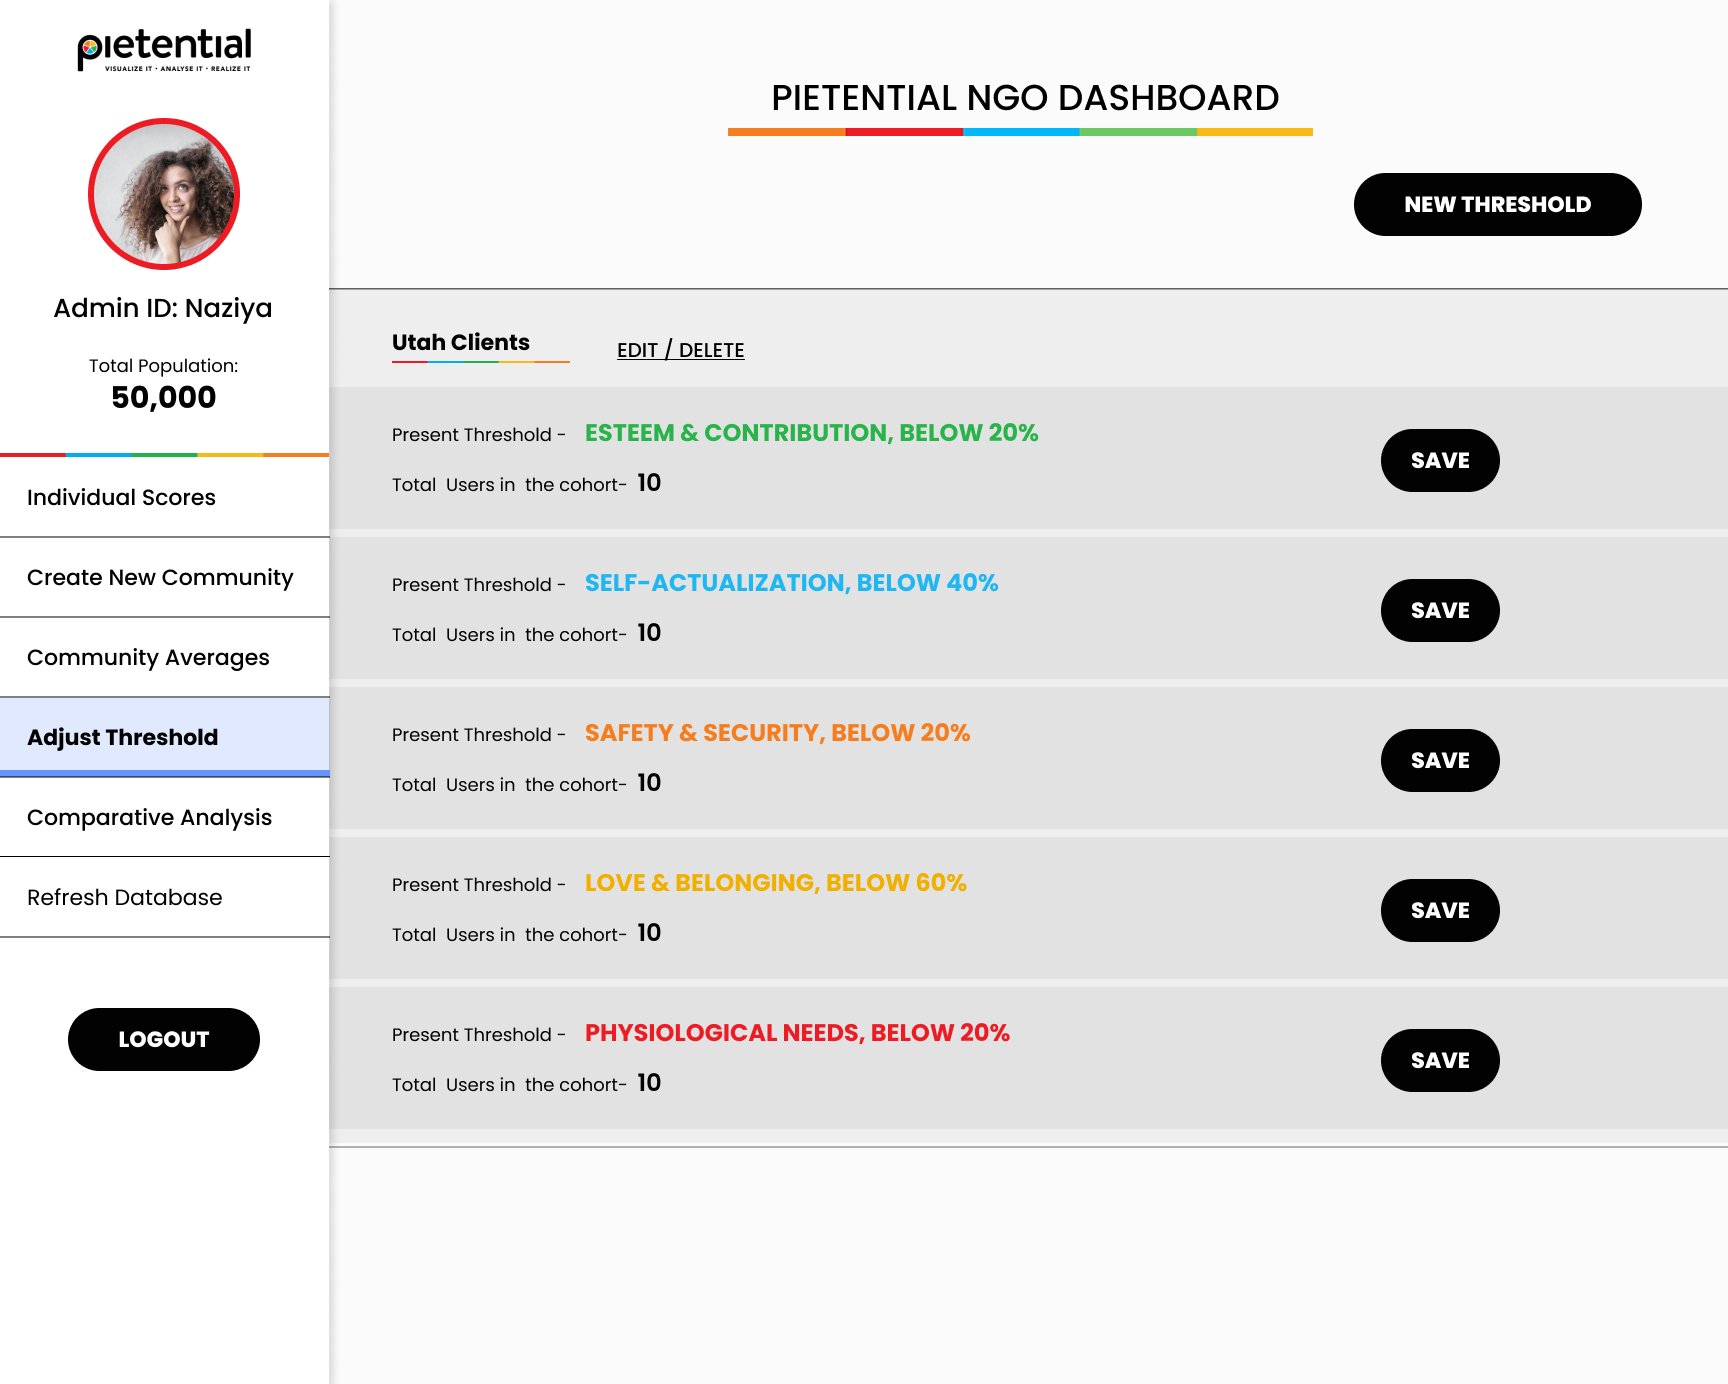 pietential
VISUALIZE IT • ANALYSE IT • REALIZE IT
Admin ID: Naziya
Total Population:
50,000
Individual Scores
Create New Community
Community Averages
Adjust Threshold
Comparative Analysis
Refresh Database
LOGOUT
PIETENTIAL NGO DASHBOARD
NEW THRESHOLD
Utah Clients
EDIT / DELETE
Present Threshold - ESTEEM & CONTRIBUTION, BELOW 20%
Total Users in the cohort- 10
SAVE
Present Threshold - SELF-ACTUALIZATION, BELOW 40%
Total Users in the cohort- 10
SAVE
Present Threshold - SAFETY & SECURITY, BELOW 20%
Total Users in the cohort- 10
SAVE
Present Threshold - LOVE & BELONGING, BELOW 60%
Total Users in the cohort- 10
SAVE
Present Threshold - PHYSIOLOGICAL NEEDS, BELOW 20%
Total Users in the cohort- 10
SAVE